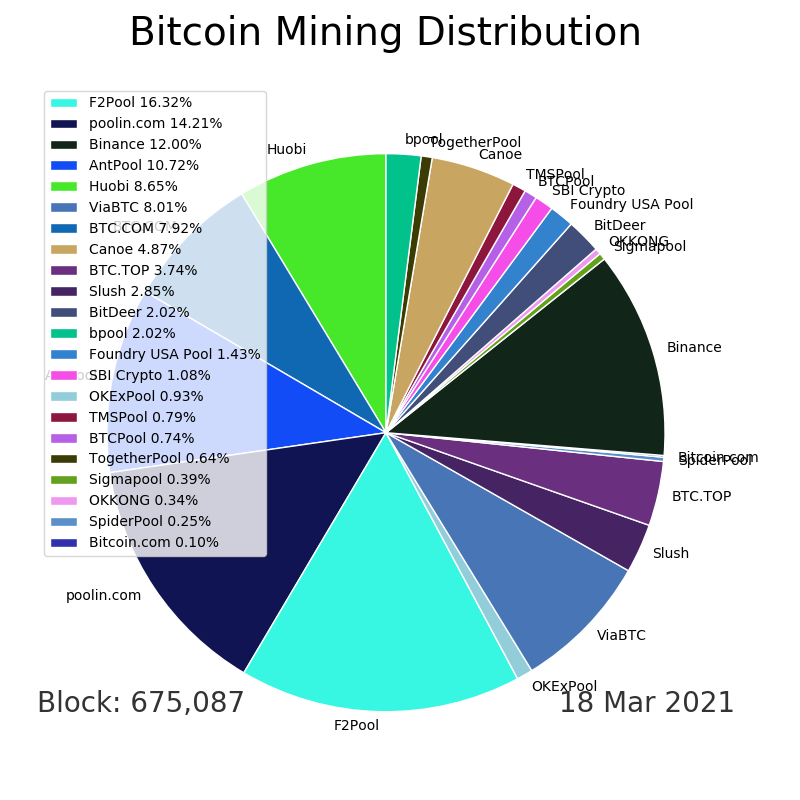 Bitcoin Mining Distribution
F2Pool 16.32%
poolin.com 14.21%
Binance 12.00%
AntPool 10.72%
Huobi 8.65%
ViaBTC 8.01%
BTC.COM 7.92%
Canoe 4.87%
BTC.TOP 3.74%
Slush 2.85%
BitDeer 2.02%
bpool 2.02%
Foundry USA Pool 1.43%
SBI Crypto 1.08%
OKExPool 0.93%
TMSPool 0.79%
BTCPool 0.74%
TogetherPool 0.64%
Sigmapool 0.39%
OKKONG 0.34%
SpiderPool 0.25%
Bitcoin.com 0.10%
Huobi
bpool
TogetherPool
Canoe
TMSPool
BTCPool
SBI Crypto
Foundry USA Pool
BitDeer
OKKONG
Sigmapool
Binance
Bitcoin.com
SpiderPool
BTC.TOP
Slush
ViaBTC
OKExPool
F2Pool
poolin.com
Block: 675,087
18 Mar 2021